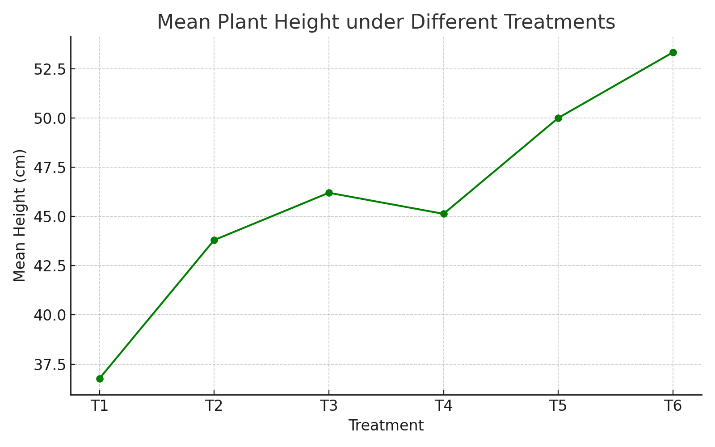 Mean Plant Height under Different Treatments
Mean Height (cm)
52.5
50.0
47.5
45.0
42.5
40.0
37.5
T1 T2 T3 T4 T5 T6
Treatment